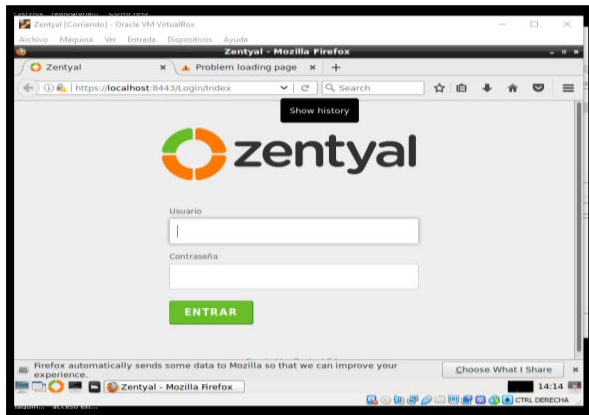 Zentyal [Corriendo] - Oracle VM VirtualBox
Archivo Máquina Ver Entrada Dispositivos Ayuda
Zentyal - Mozilla Firefox
Zentyal × Problem loading page × +
https://localhost:8443/Login/Index Search
Show history
zentyal
Usuario
Contraseña
ENTRAR
Firefox automatically sends some data to Mozilla so that we can improve your
experience.
Choose What I Share ×
Zentyal - Mozilla Firefox
14:14
CTRL DERECHA